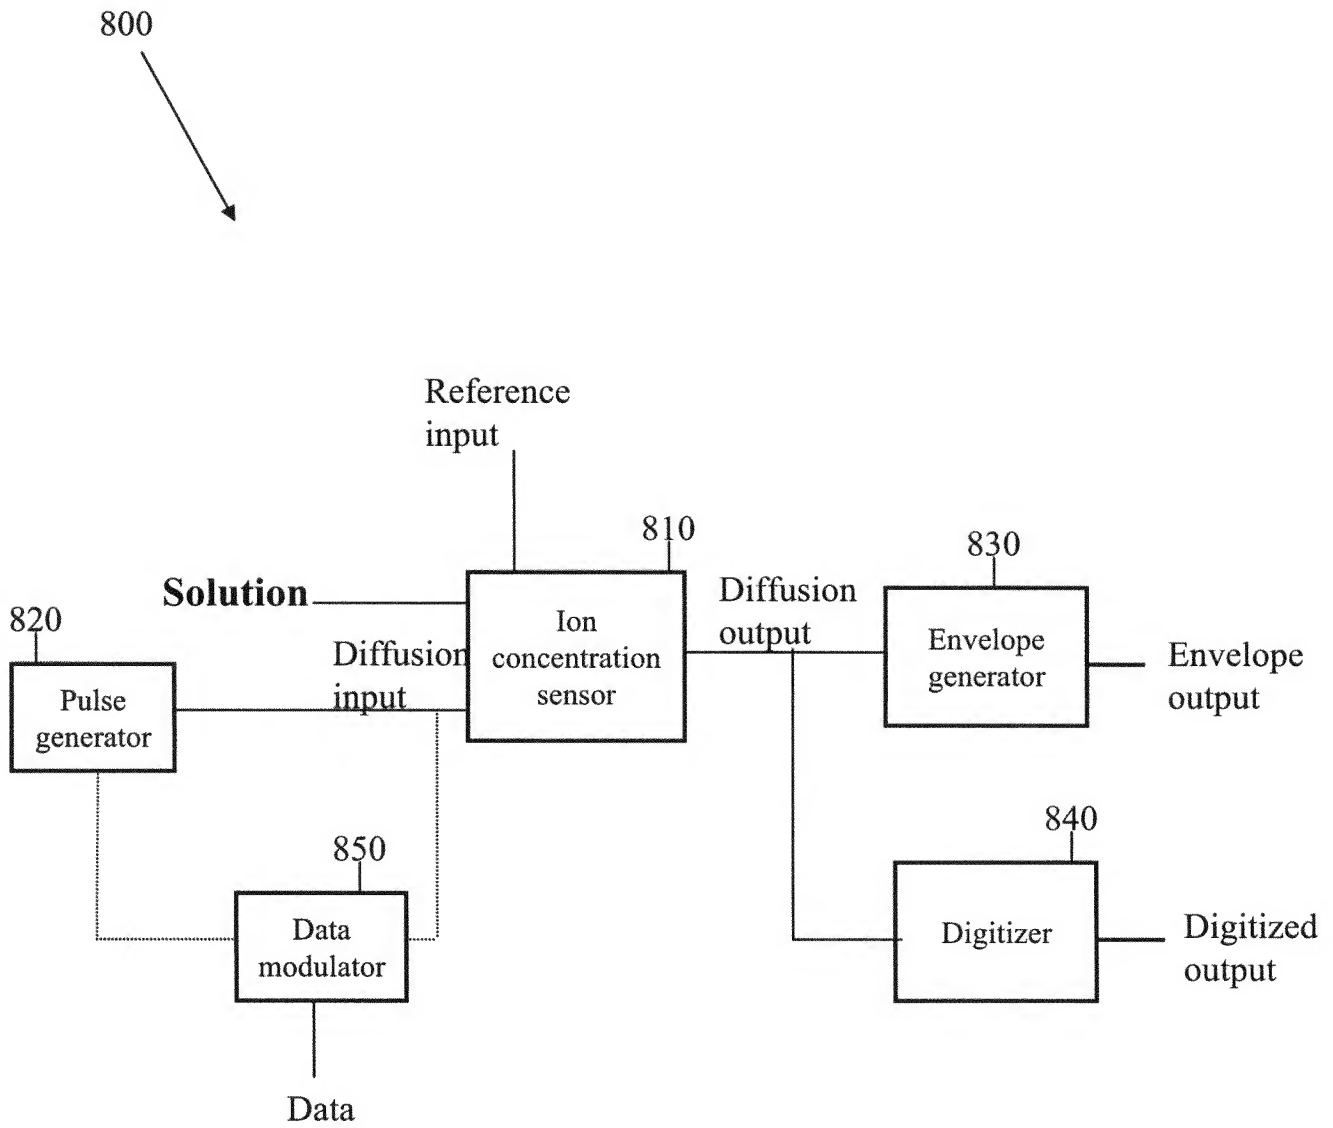 800
Reference
input
810
830
Solution
Diffusion
output
820
Diffusion
input
Ion
concentration
sensor
Envelope
generator
Envelope
output
Pulse
generator
840
850
Data
modulator
Digitizer
Digitized
output
Data